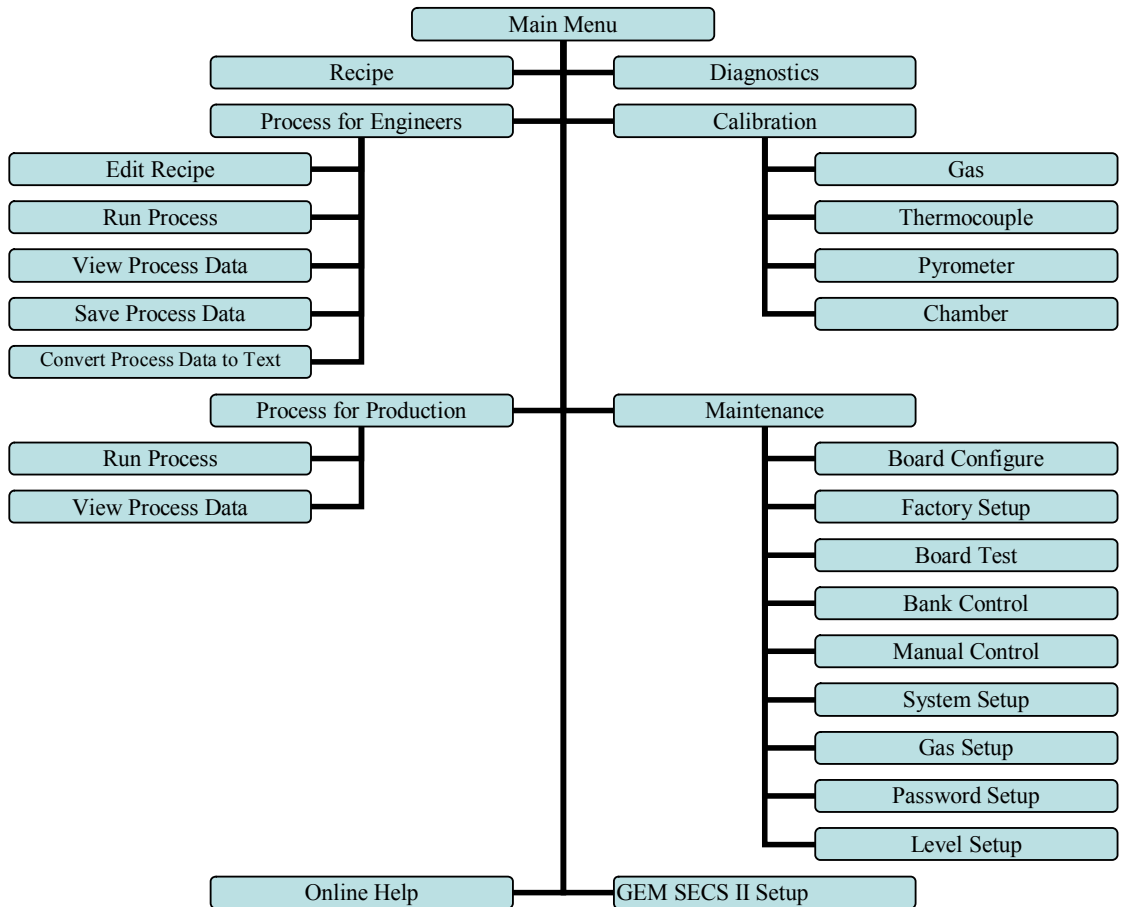 Main Menu
Recipe
Diagnostics
Process for Engineers
Calibration
Edit Recipe
Gas
Run Process
Thermocouple
View Process Data
Pyrometer
Save Process Data
Chamber
Convert Process Data to Text
Process for Production
Maintenance
Run Process
Board Configure
View Process Data
Factory Setup
Board Test
Bank Control
Manual Control
System Setup
Gas Setup
Password Setup
Level Setup
Online Help
GEM SECS II Setup